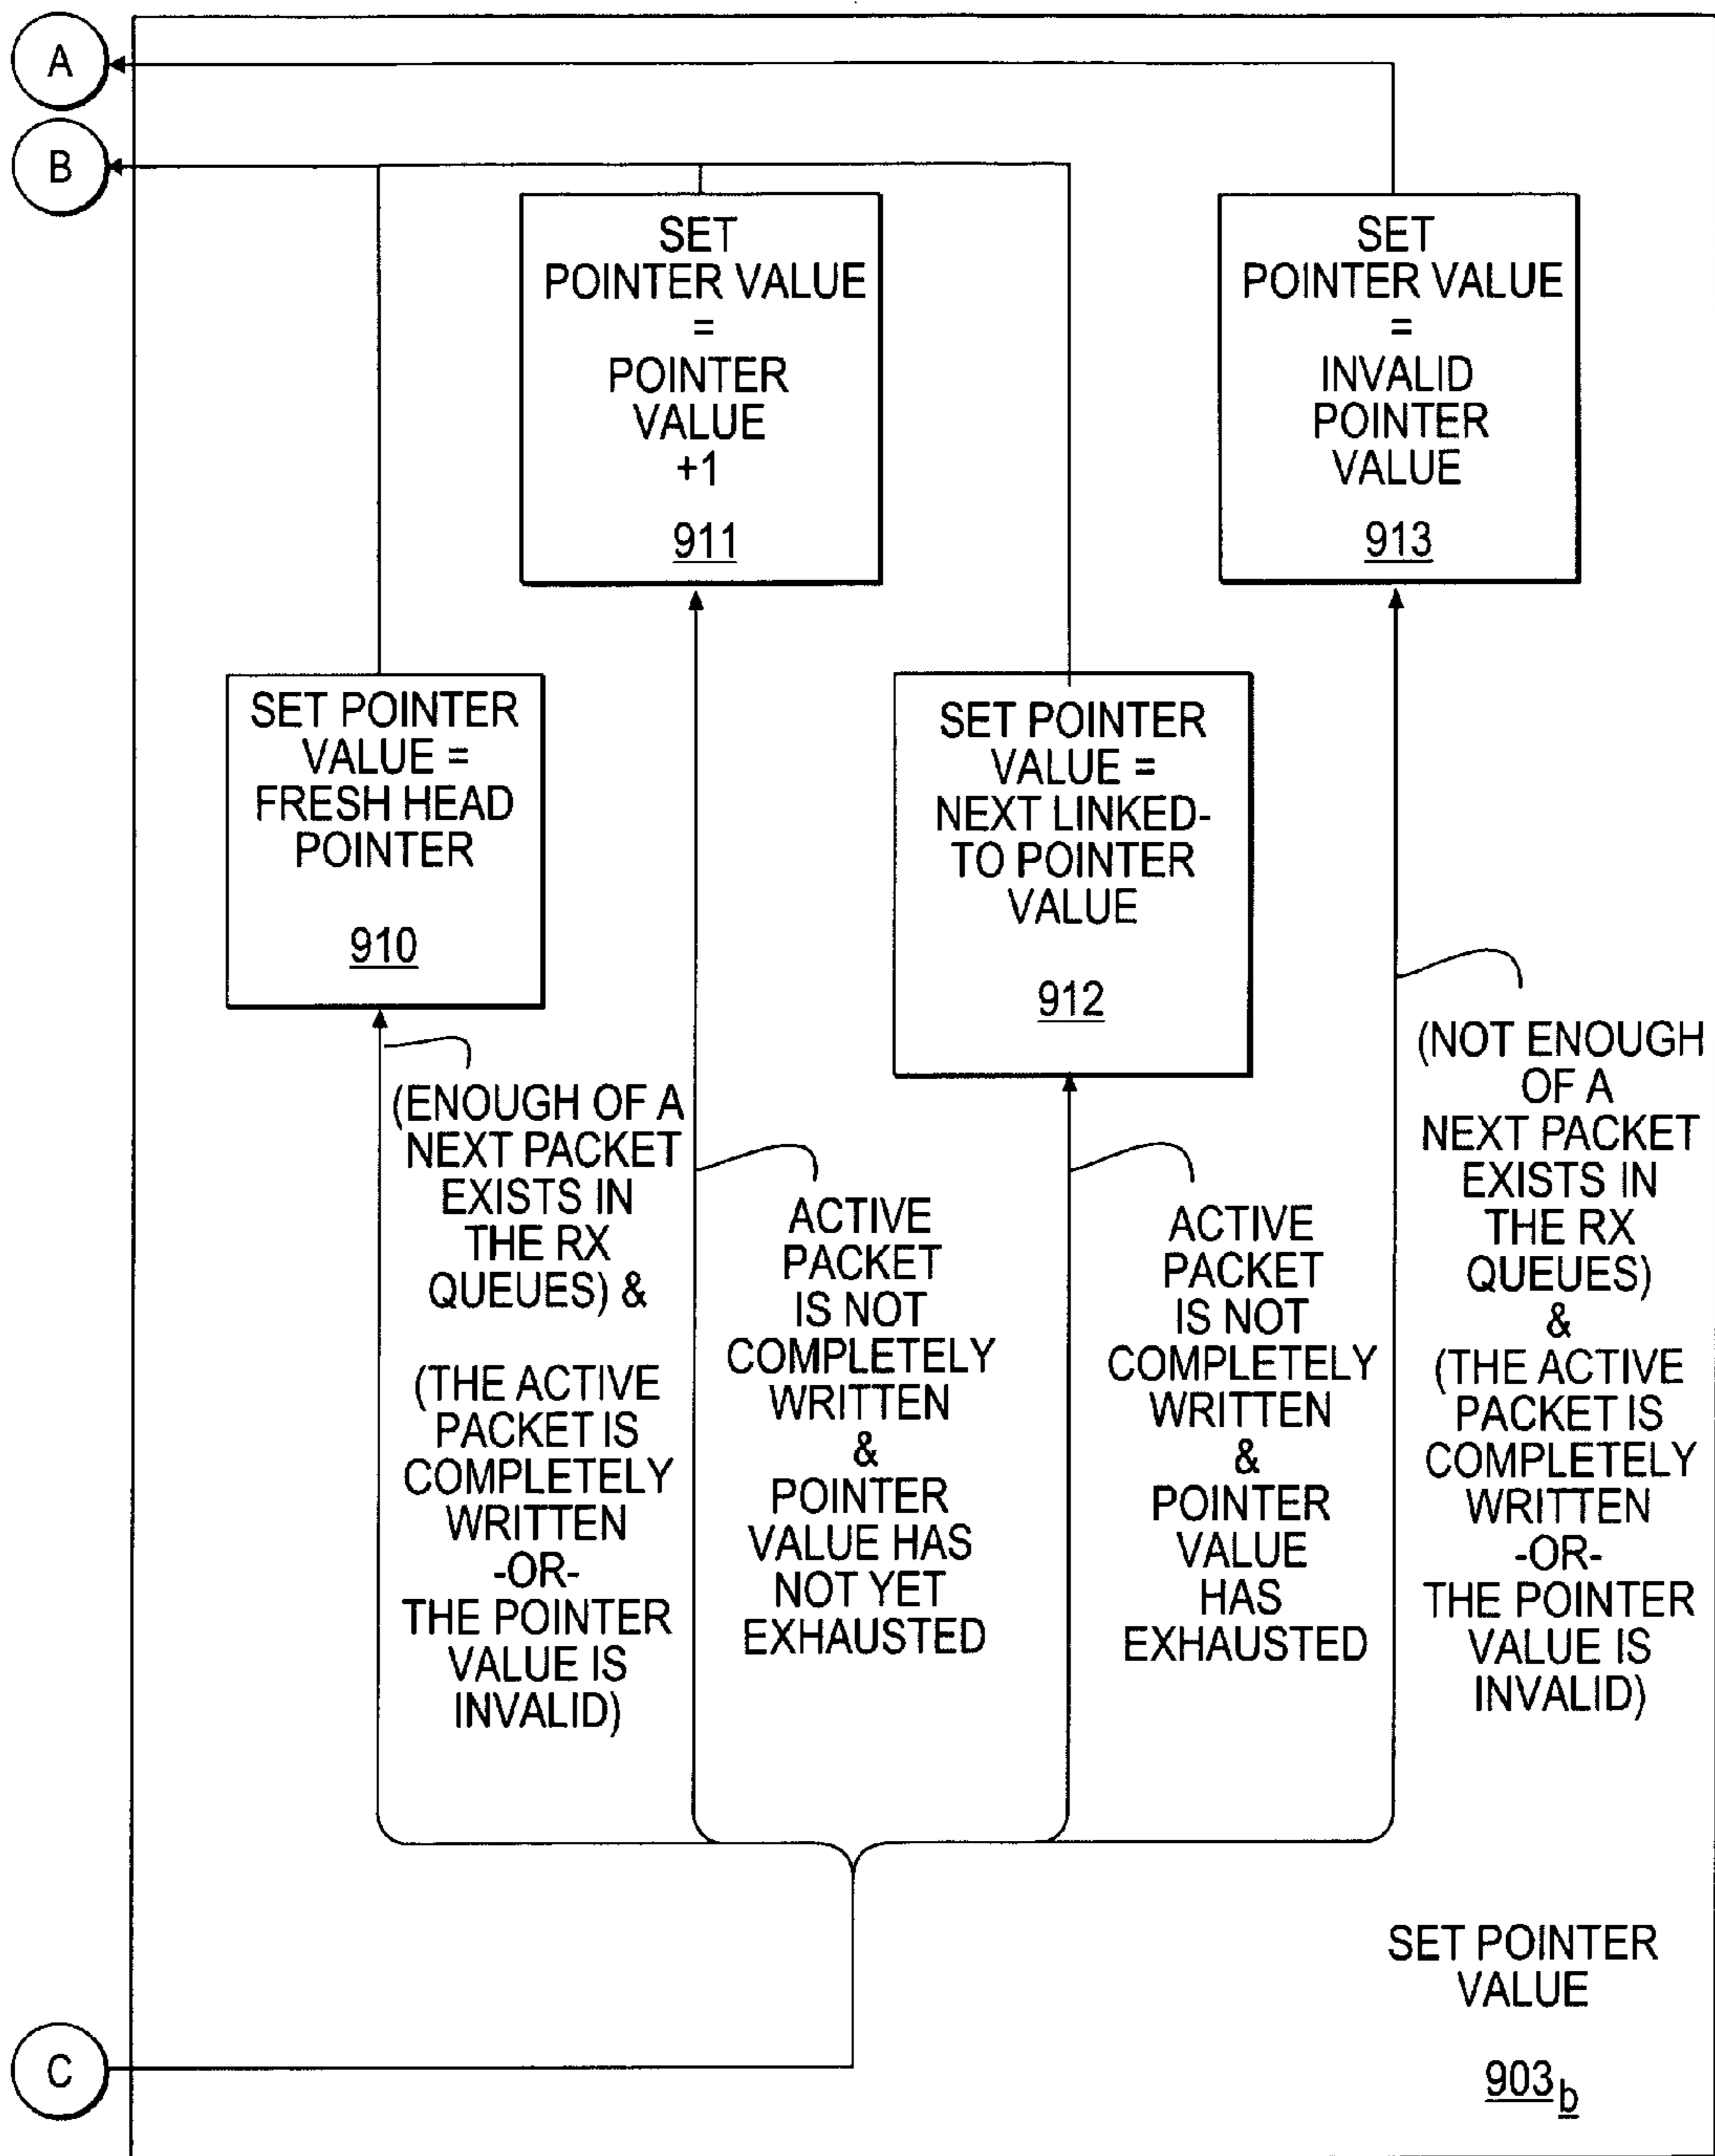 A
B
SET
POINTER VALUE
=
POINTER
VALUE
+1
911
SET
POINTER VALUE
=
INVALID
POINTER
VALUE
913
SET POINTER
VALUE =
FRESH HEAD
POINTER
910
SET POINTER
VALUE =
NEXT LINKED-
TO POINTER
VALUE
912
(ENOUGH OF A
NEXT PACKET
EXISTS IN
THE RX
QUEUES) &
(THE ACTIVE
PACKET IS
COMPLETELY
WRITTEN
-OR-
THE POINTER
VALUE IS
INVALID)
ACTIVE
PACKET
IS NOT
COMPLETELY
WRITTEN
&
POINTER
VALUE HAS
NOT YET
EXHAUSTED
ACTIVE
PACKET
IS NOT
COMPLETELY
WRITTEN
&
POINTER
VALUE
HAS
EXHAUSTED
(NOT ENOUGH
OF A
NEXT PACKET
EXISTS IN
THE RX
QUEUES)
&
(THE ACTIVE
PACKET IS
COMPLETELY
WRITTEN
-OR-
THE POINTER
VALUE IS
INVALID)
SET POINTER
VALUE
903b
C